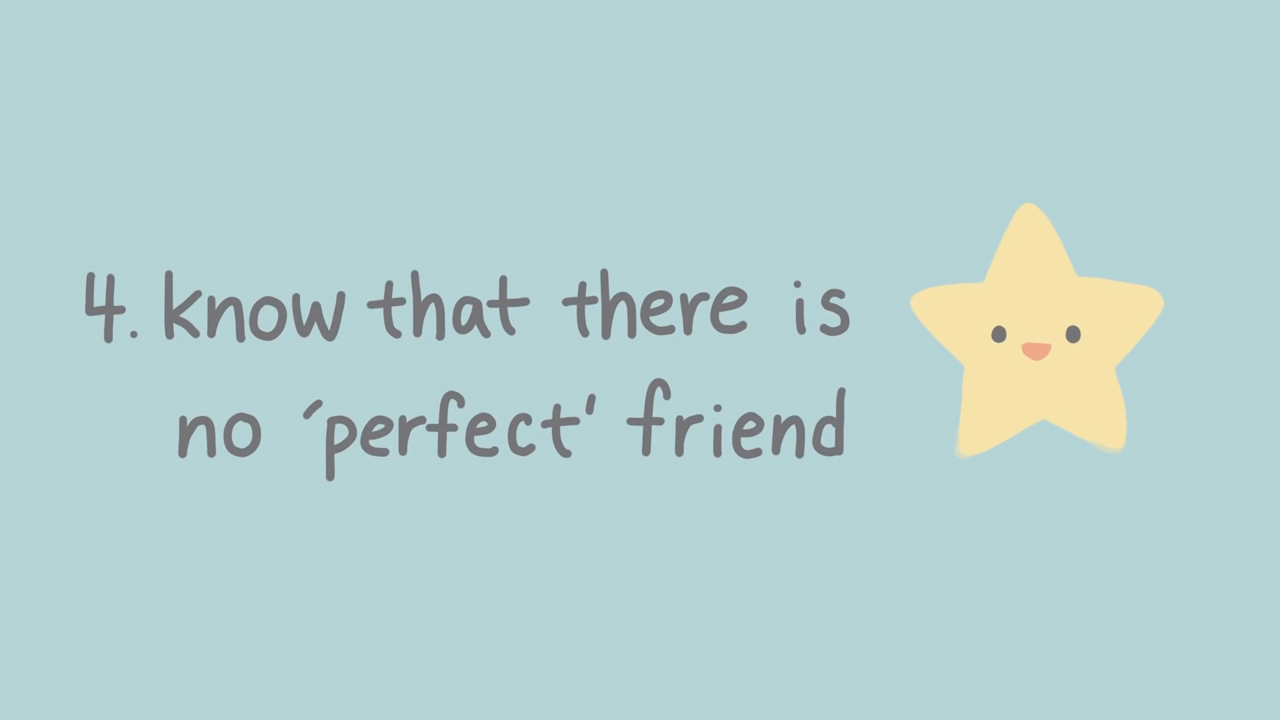 4. know that there is
no 'perfect' friend